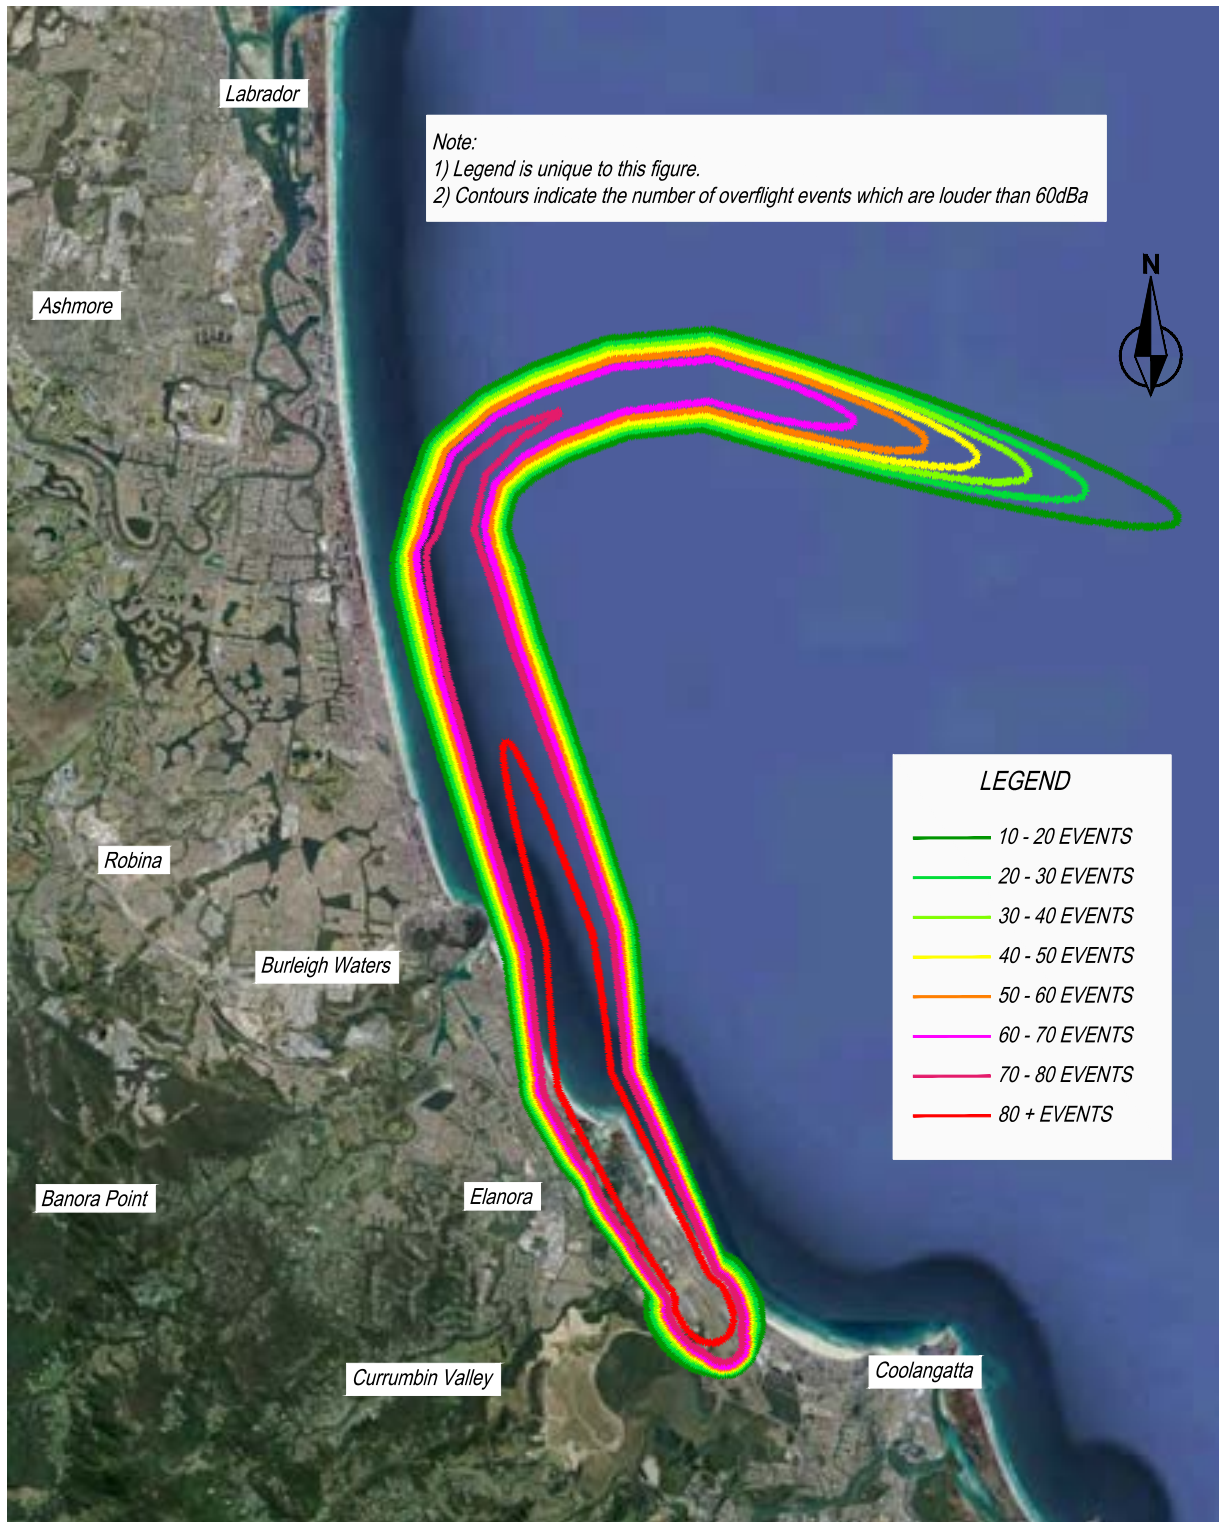 Labrador
Note:
1) Legend is unique to this figure.
2) Contours indicate the number of overflight events which are louder than 60dBa
N
Ashmore
LEGEND
10 - 20 EVENTS
20 - 30 EVENTS
30 - 40 EVENTS
40 - 50 EVENTS
50 - 60 EVENTS
60 - 70 EVENTS
70 - 80 EVENTS
80 + EVENTS
Robina
Burleigh Waters
Banora Point
Elanora
Currumbin Valley
Coolangatta